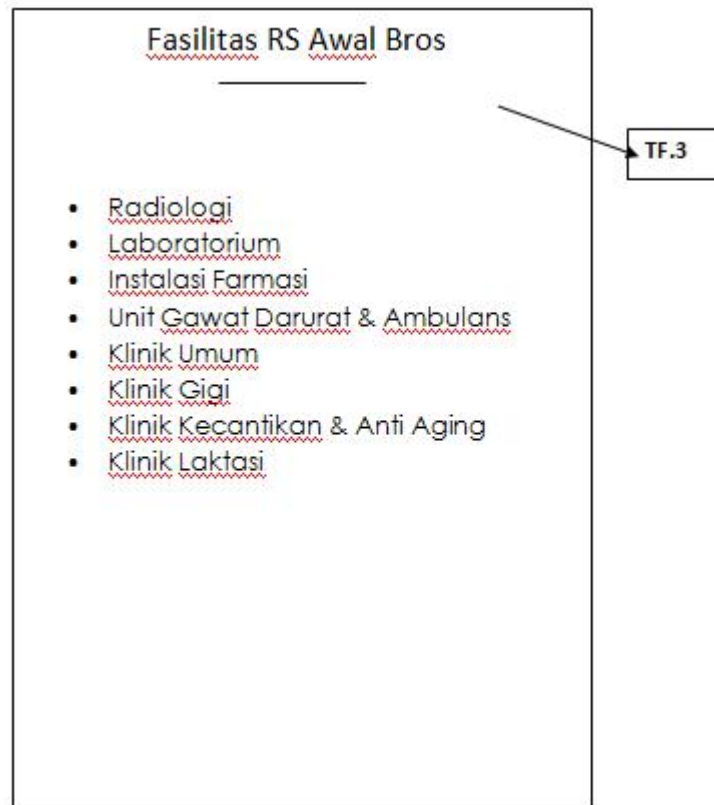 Fasilitas RS Awal Bros
TF.3
• Radiologi
• Laboratorium
• Instalasi Farmasi
• Unit Gawat Darurat & Ambulans
• Klinik Umum
• Klinik Gigi
• Klinik Kecantikan & Anti Aging
• Klinik Laktasi